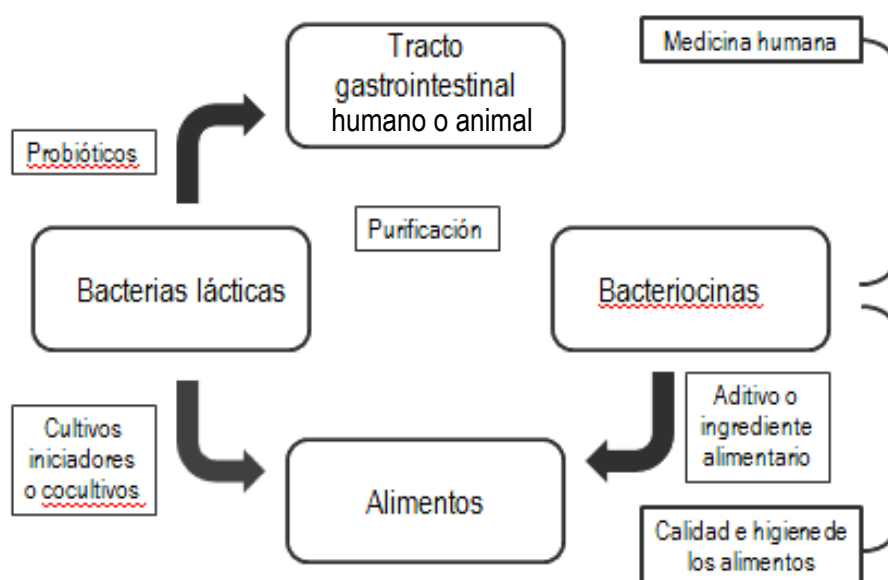 Tracto
gastrointestinal
humano o animal
Medicina humana
Probióticos
Purificación
Bacterias lácticas
Bacteriocinas
Cultivos
iniciadores
o cocultivos
Aditivo o
ingrediente
alimentario
Alimentos
Calidad e higiene de
los alimentos